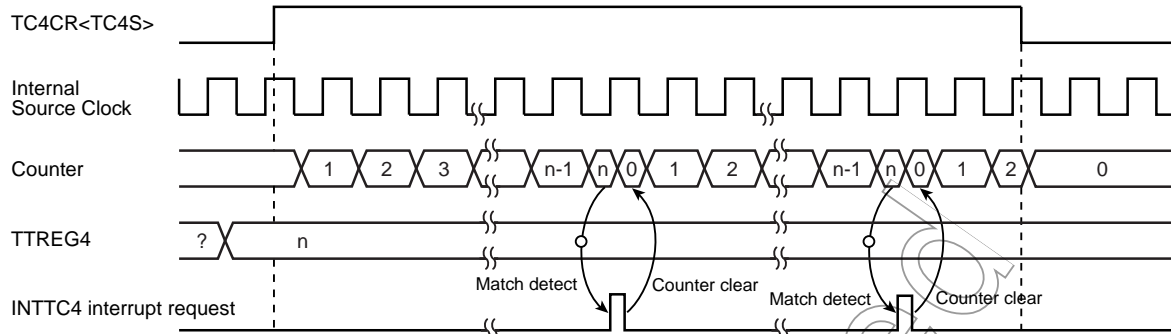 TC4CR<TC4S>
Internal
Source Clock
Counter 1 2 3 n-1 n 0 1 2 n-1 n 0 1 2 0
TTREG4 ? n
Match detect Counter clear Match detect Counter clear
INTTC4 interrupt request